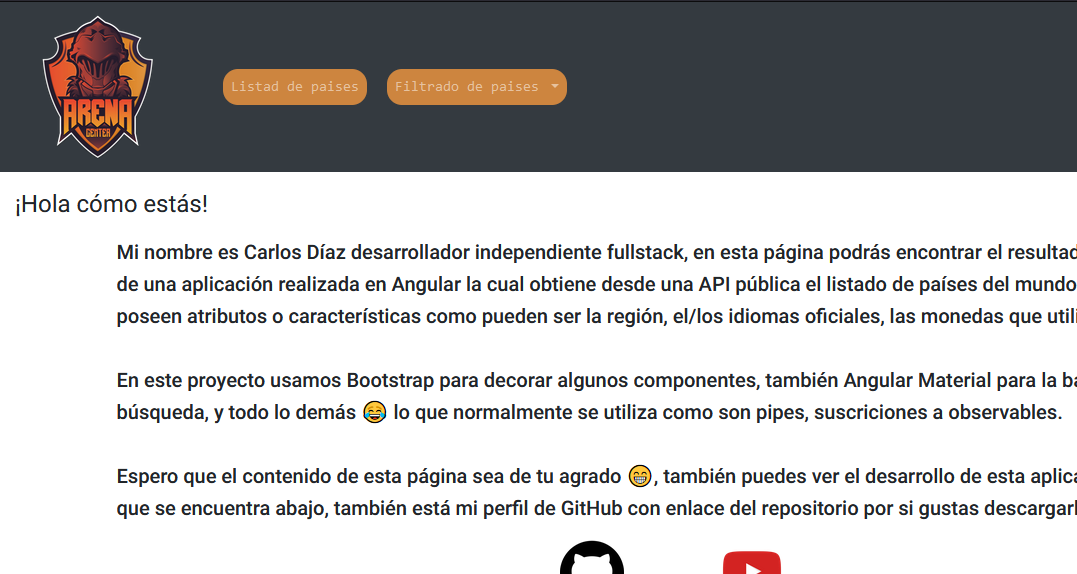 ARENA
GENTER
Listad de paises
Filtrado de paises
¡Hola cómo estás!
Mi nombre es Carlos Díaz desarrollador independiente fullstack, en esta página podrás encontrar el resultad
de una aplicación realizada en Angular la cual obtiene desde una API pública el listado de países del mundo
poseen atributos o características como pueden ser la región, el/los idiomas oficiales, las monedas que utili
En este proyecto usamos Bootstrap para decorar algunos componentes, también Angular Material para la ba
búsqueda, y todo lo demás 😂 lo que normalmente se utiliza como son pipes, suscriciones a observables.
Espero que el contenido de esta página sea de tu agrado 😁, también puedes ver el desarrollo de esta aplica
que se encuentra abajo, también está mi perfil de GitHub con enlace del repositorio por si gustas descargarl